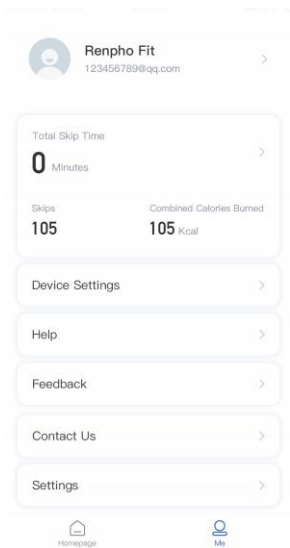 Renpho Fit
123456789@qq.com
Total Skip Time
0 Minutes
Skips Combined Calories Burned
105 105 Kcal
Device Settings
Help
Feedback
Contact Us
Settings
Homepage Me